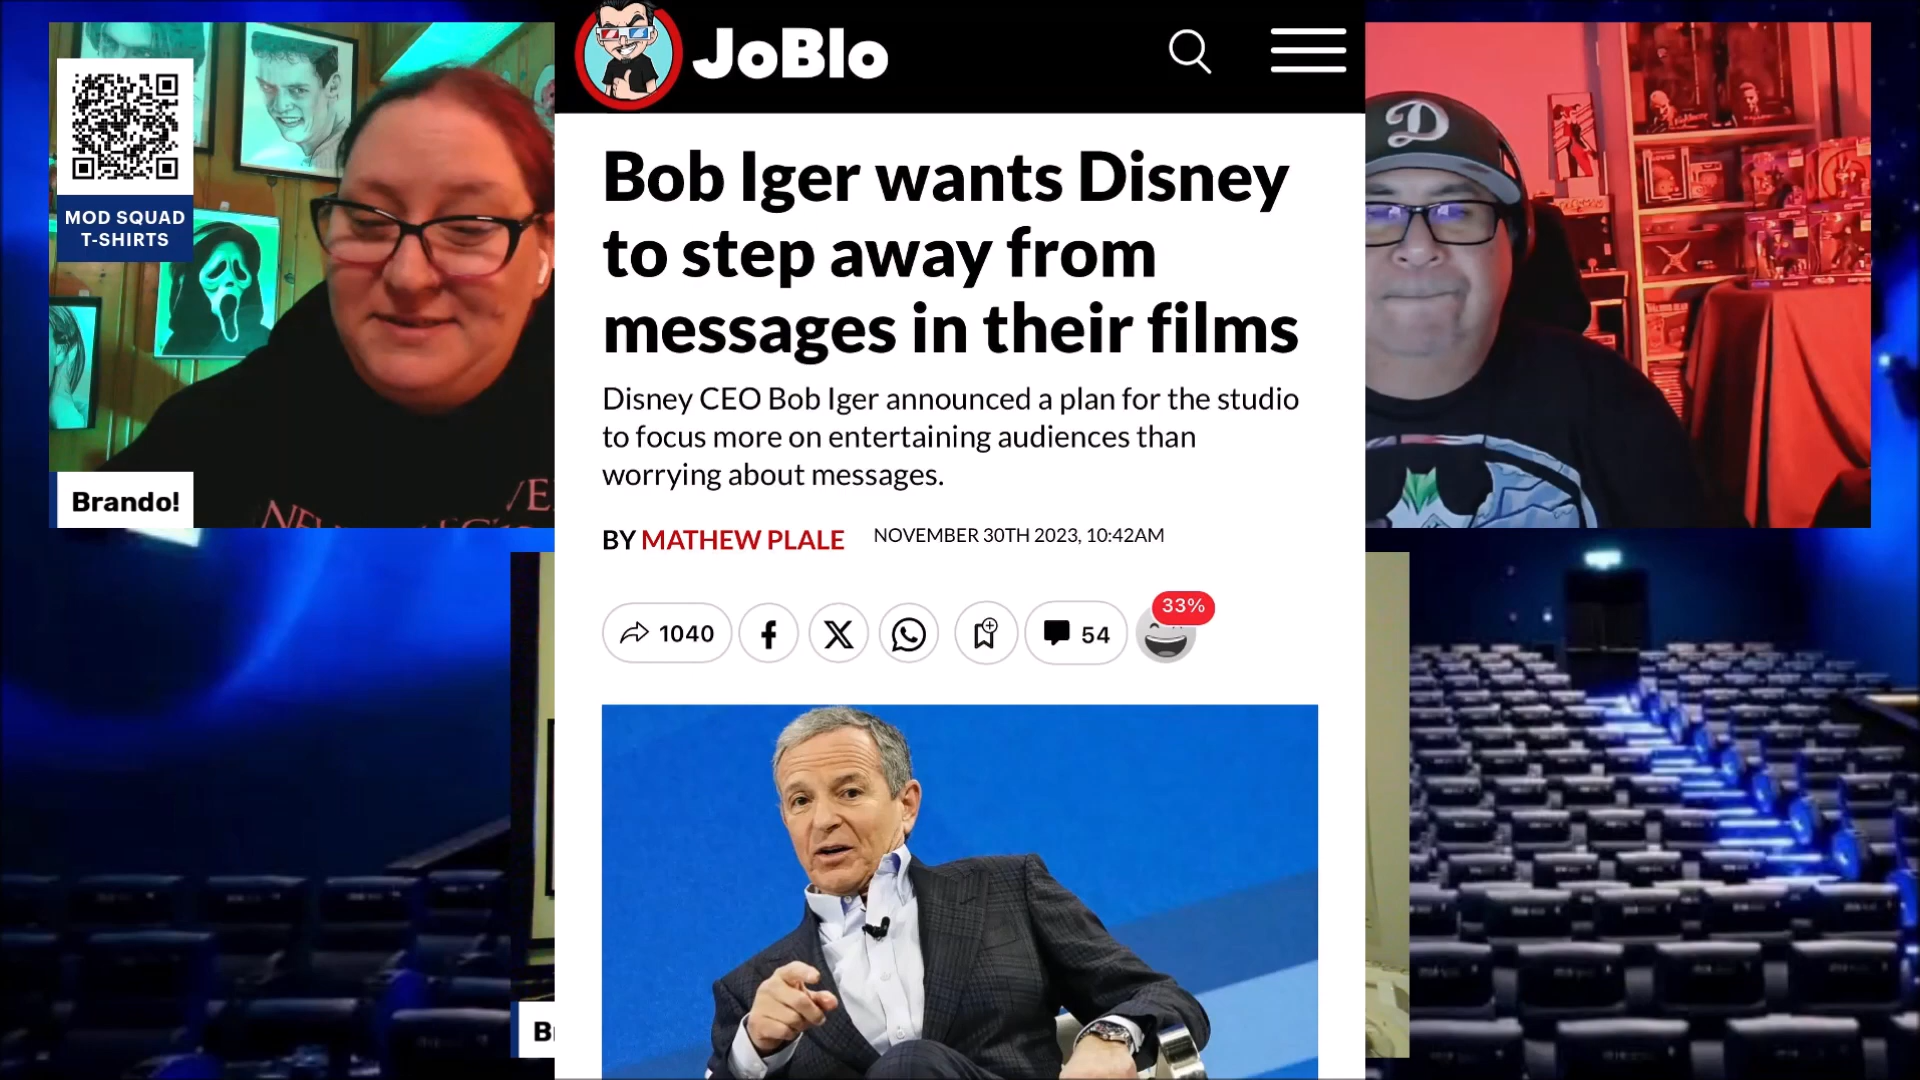 MOD SQUAD
T-SHIRTS
Brando!
JoBlo
D
Bob Iger wants Disney
to step away from
messages in their films
Disney CEO Bob Iger announced a plan for the studio
to focus more on entertaining audiences than
worrying about messages.
BY MATHEW PLALE NOVEMBER 30TH 2023, 10:42AM
1040
54
33%